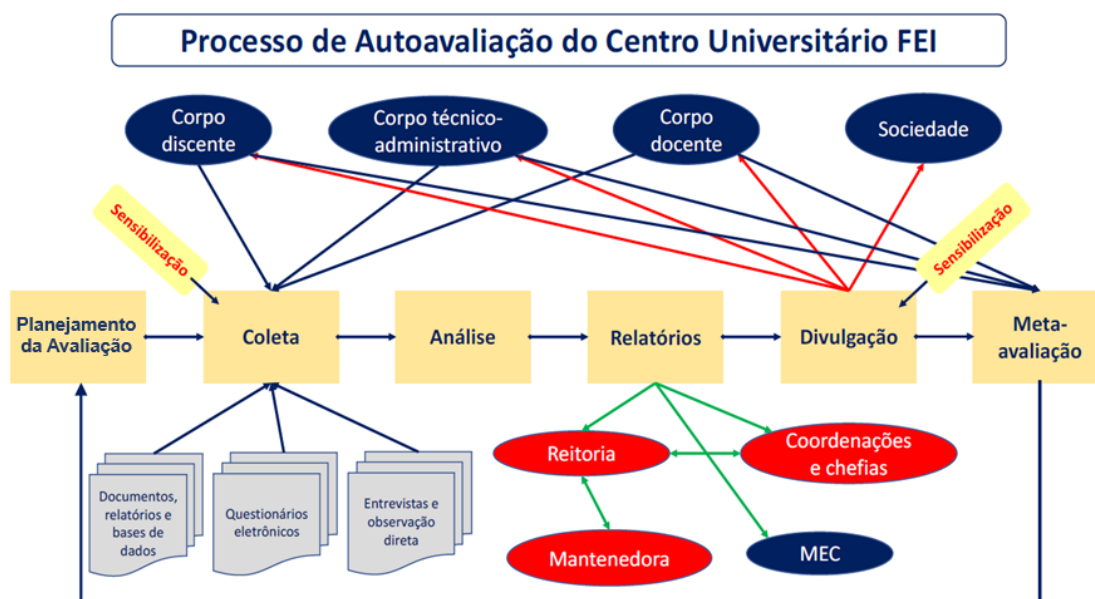 Processo de Autoavaliação do Centro Universitário FEI
Corpo
discente
Corpo técnico-
administrativo
Corpo
docente
Sociedade
Sensibilização
Sensibilização
Planejamento
da Avaliação
Coleta
Análise
Relatórios
Divulgação
Meta-
avaliação
Documentos,
relatórios e
bases de
dados
Questionários
eletrônicos
Entrevistas e
observação
direta
Reitoria
Coordenações
e chefias
Mantenedora
MEC